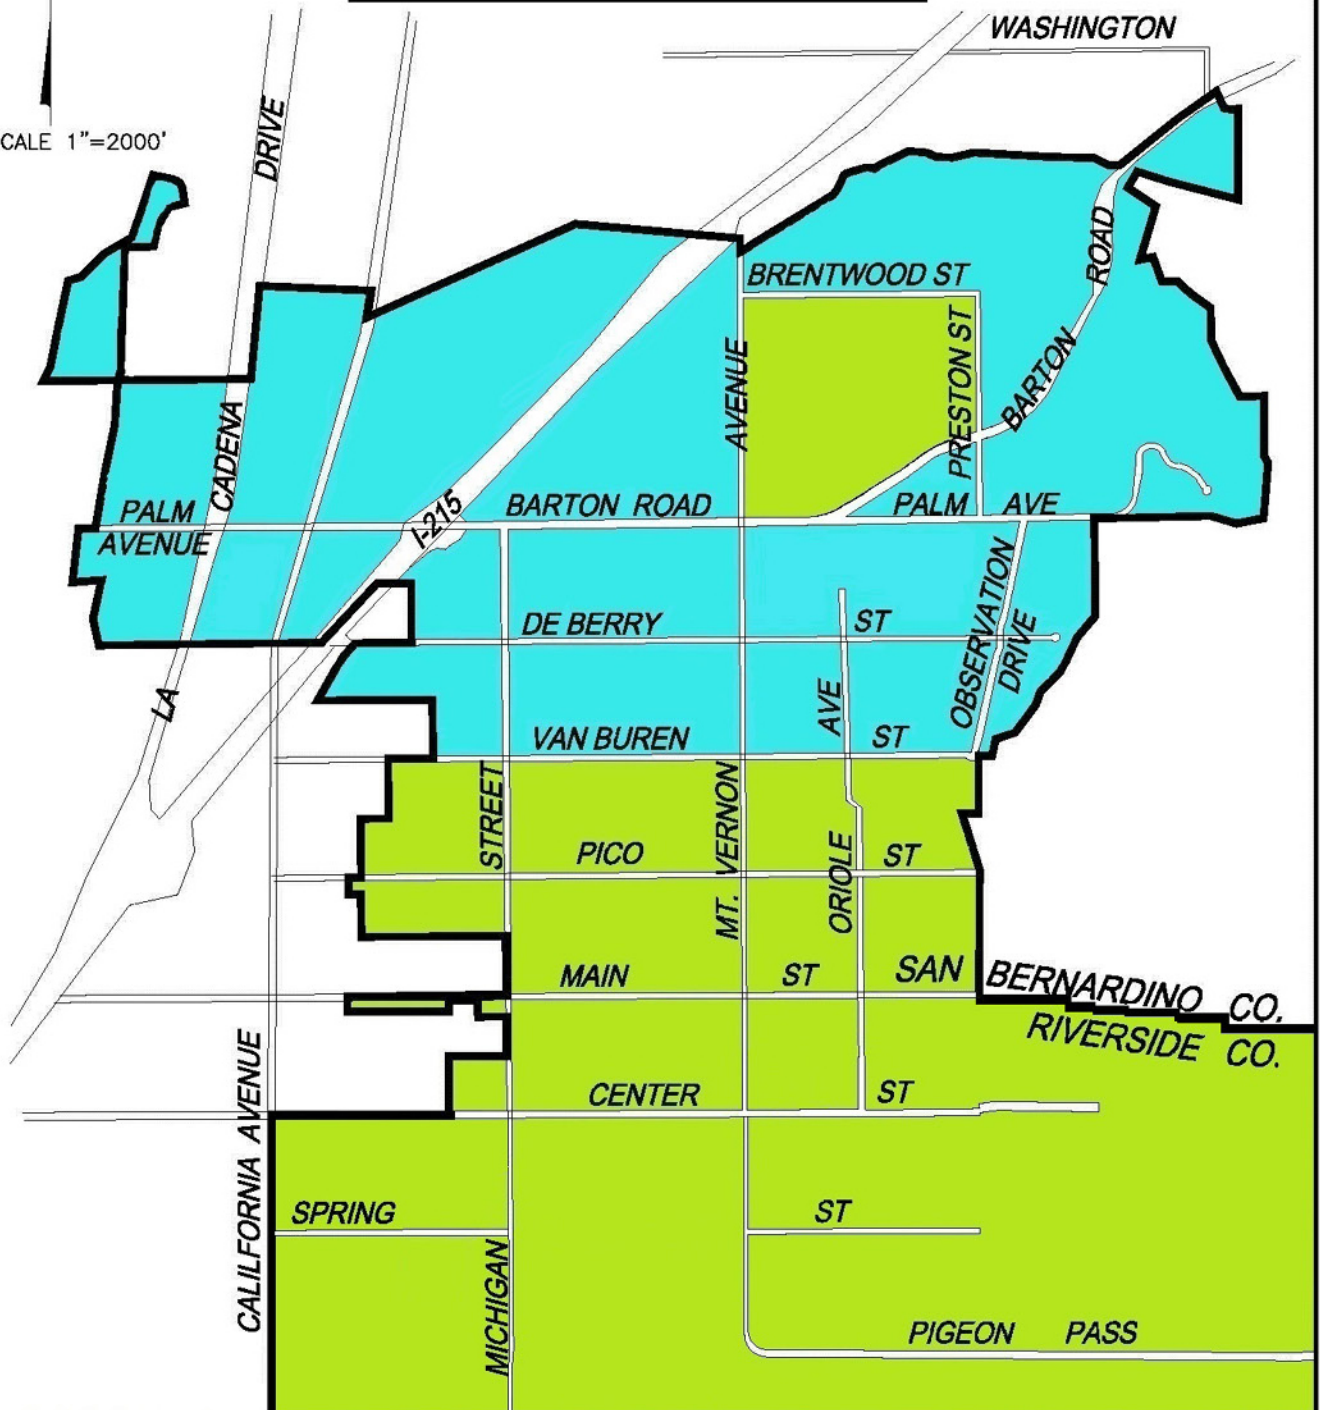 WASHINGTON
CALE 1"=2000'
DRIVE
ROAD
BRENTWOOD ST
PRESTON ST
BARTON
AVENUE
CADENA
PALM
AVENUE
I-215
BARTON ROAD
PALM AVE
OBSERVATION
DRIVE
DE BERRY ST
LA
AVE
VAN BUREN ST
STREET
MT. VERNON
PICO ST
ORIOLE
MAIN ST
SAN BERNARDINO CO.
RIVERSIDE CO.
CALILFORNIA AVENUE
CENTER ST
SPRING ST
MICHIGAN
PIGEON PASS